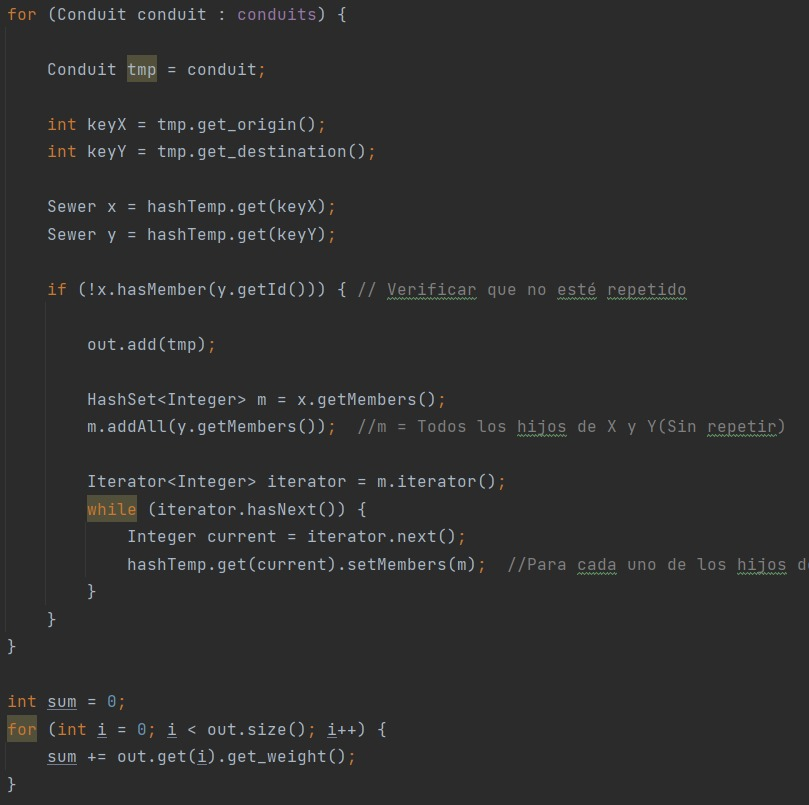 for (Conduit conduit : conduits) {
Conduit tmp = conduit;
int keyX = tmp.get_origin();
int keyY = tmp.get_destination();
Sewer x = hashTemp.get(keyX);
Sewer y = hashTemp.get(keyY);
if (!x.hasMember(y.getId())) { // Verificar que no esté repetido
out.add(tmp);
HashSet<Integer> m = x.getMembers();
m.addAll(y.getMembers());  //m = Todos los hijos de X y Y(Sin repetir)
Iterator<Integer> iterator = m.iterator();
while (iterator.hasNext()) {
Integer current = iterator.next();
hashTemp.get(current).setMembers(m);  //Para cada uno de los hijos
}
}
}
int sum = 0;
for (int i = 0; i < out.size(); i++) {
sum += out.get(i).get_weight();
}